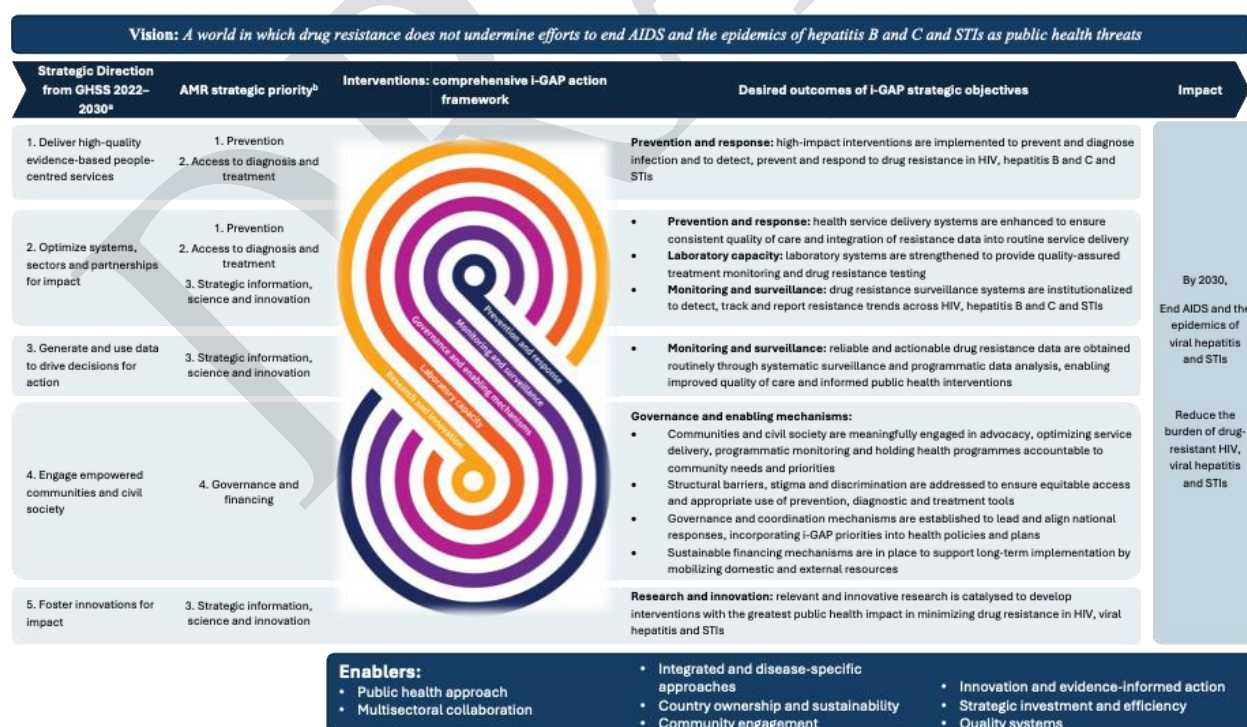 Vision: A world in which drug resistance does not undermine efforts to end AIDS and the epidemics of hepatitis B and C and STIs as public health threats
Strategic Direction
from GHSS 2022–
2030ª
AMR strategic priorityᵇ
Interventions: comprehensive i-GAP action
framework
Desired outcomes of i-GAP strategic objectives
Impact
1. Deliver high-quality
evidence-based people-
centred services
1. Prevention
2. Access to diagnosis and
treatment
Prevention and response: high-impact interventions are implemented to prevent and diagnose
infection and to detect, prevent and respond to drug resistance in HIV, hepatitis B and C and
STIs
2. Optimize systems,
sectors and partnerships
for impact
1. Prevention
2. Access to diagnosis and
treatment
3. Strategic information,
science and innovation
• Prevention and response: health service delivery systems are enhanced to ensure
consistent quality of care and integration of resistance data into routine service delivery
• Laboratory capacity: laboratory systems are strengthened to provide quality-assured
treatment monitoring and drug resistance testing
• Monitoring and surveillance: drug resistance surveillance systems are institutionalized
to detect, track and report resistance trends across HIV, hepatitis B and C and STIs
3. Generate and use data
to drive decisions for
action
3. Strategic information,
science and innovation
• Monitoring and surveillance: reliable and actionable drug resistance data are obtained
routinely through systematic surveillance and programmatic data analysis, enabling
improved quality of care and informed public health interventions
4. Engage empowered
communities and civil
society
4. Governance and
financing
Governance and enabling mechanisms:
• Communities and civil society are meaningfully engaged in advocacy, optimizing service
delivery, programmatic monitoring and holding health programmes accountable to
community needs and priorities
• Structural barriers, stigma and discrimination are addressed to ensure equitable access
and appropriate use of prevention, diagnostic and treatment tools
• Governance and coordination mechanisms are established to lead and align national
responses, incorporating i-GAP priorities into health policies and plans
• Sustainable financing mechanisms are in place to support long-term implementation by
mobilizing domestic and external resources
5. Foster innovations for
impact
3. Strategic information,
science and innovation
Research and innovation: relevant and innovative research is catalysed to develop
interventions with the greatest public health impact in minimizing drug resistance in HIV, viral
hepatitis and STIs
Prevention and response
Monitoring and surveillance
Governance and enabling mechanisms
Laboratory capacity
Research and innovation
By 2030,
End AIDS and the
epidemics of
viral hepatitis
and STIs
Reduce the
burden of drug-
resistant HIV,
viral hepatitis
and STIs
Enablers:
• Public health approach
• Multisectoral collaboration
• Integrated and disease-specific
approaches
• Country ownership and sustainability
• Community engagement
• Innovation and evidence-informed action
• Strategic investment and efficiency
• Quality systems